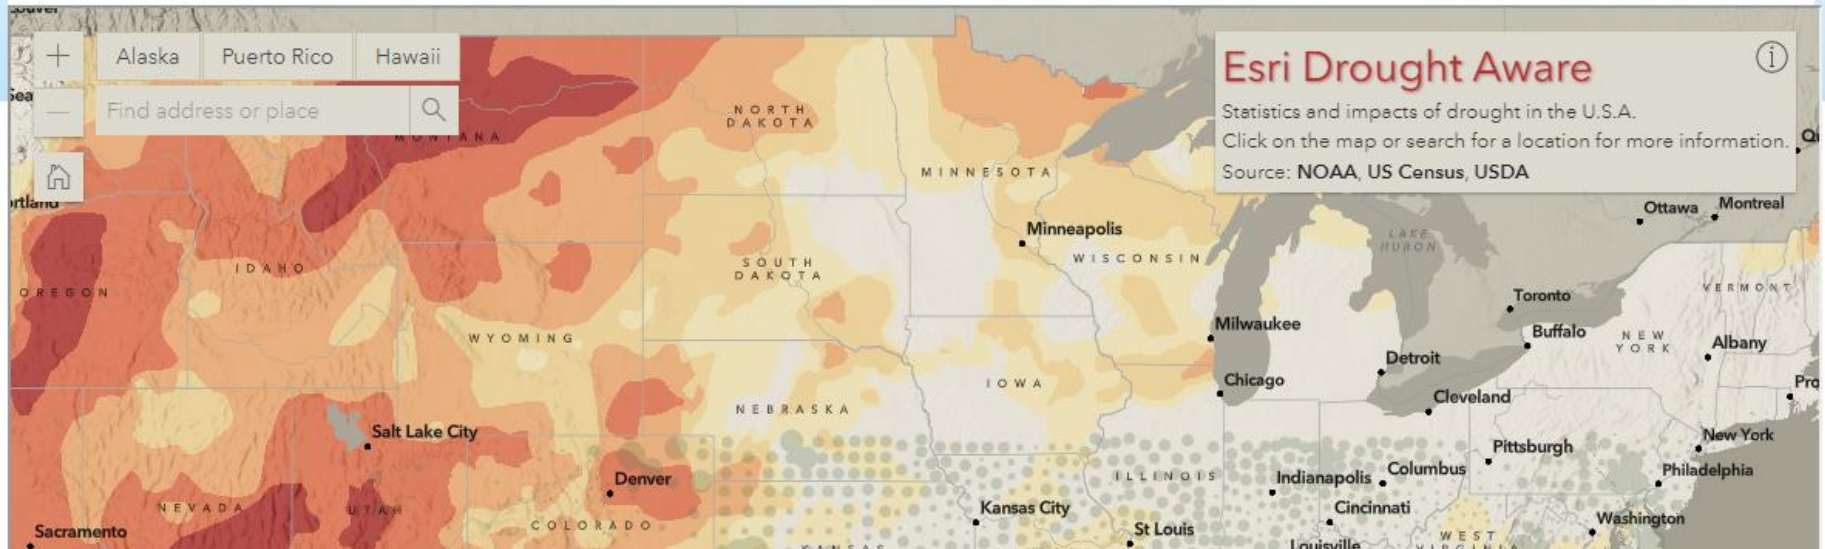 Alaska
Puerto Rico
Hawaii
Find address or place
Esri Drought Aware
Statistics and impacts of drought in the U.S.A.
Click on the map or search for a location for more information.
Source: NOAA, US Census, USDA
NORTH
DAKOTA
MONTANA
MINNESOTA
Ottawa
Montreal
Minneapolis
LAKE
HURON
WISCONSIN
IDAHO
SOUTH
DAKOTA
OREGON
VERMONT
Toronto
Milwaukee
Buffalo
NEW
YORK
Albany
WYOMING
Detroit
Chicago
IOWA
Cleveland
NEBRASKA
Salt Lake City
New York
Pittsburgh
Philadelphia
Columbus
Indianapolis
ILLINOIS
Denver
NEVADA
UTAH
Kansas City
Cincinnati
Washington
COLORADO
Sacramento
St Louis
WEST
VIRGINIA
Louisville
KANSAS